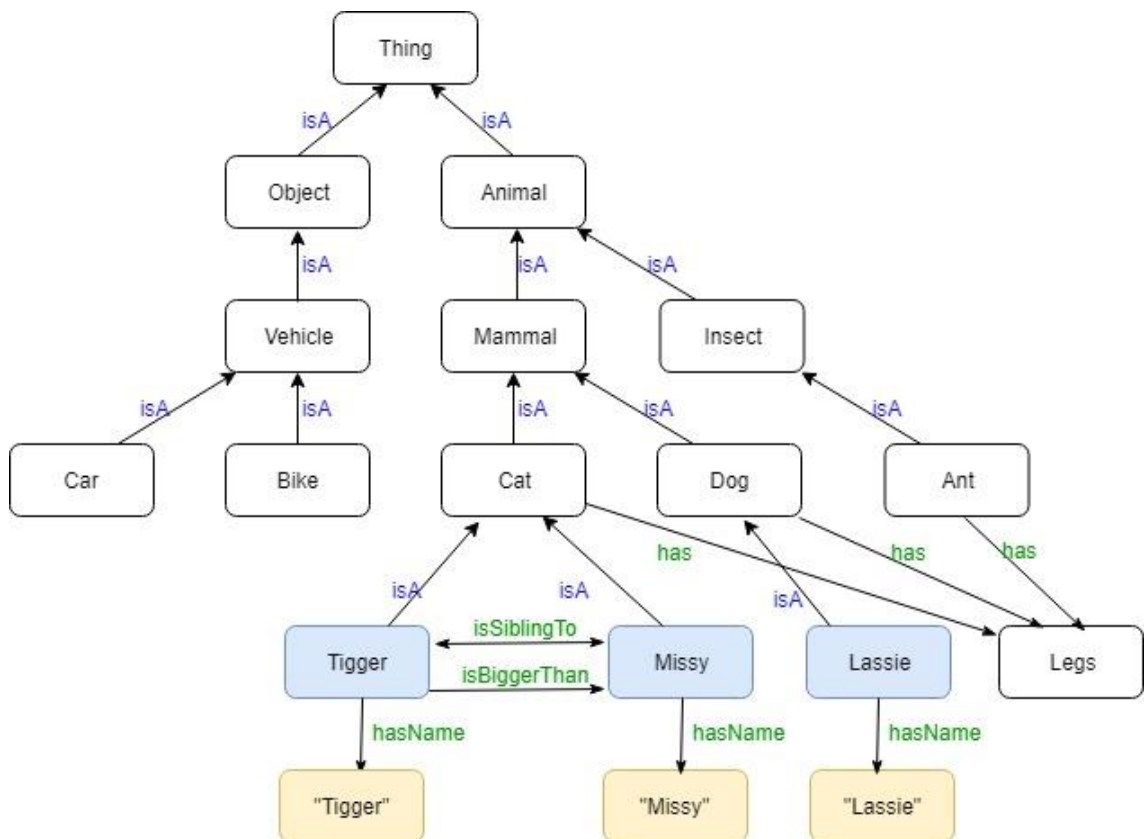 Thing
isA
isA
Object
Animal
isA
isA
isA
Vehicle
Mammal
Insect
isA
isA
isA
isA
isA
Car
Bike
Cat
Dog
Ant
has
has
has
isA
isA
isA
isSiblingTo
Tigger
Missy
Lassie
Legs
isBiggerThan
hasName
hasName
hasName
"Tigger"
"Missy"
"Lassie"